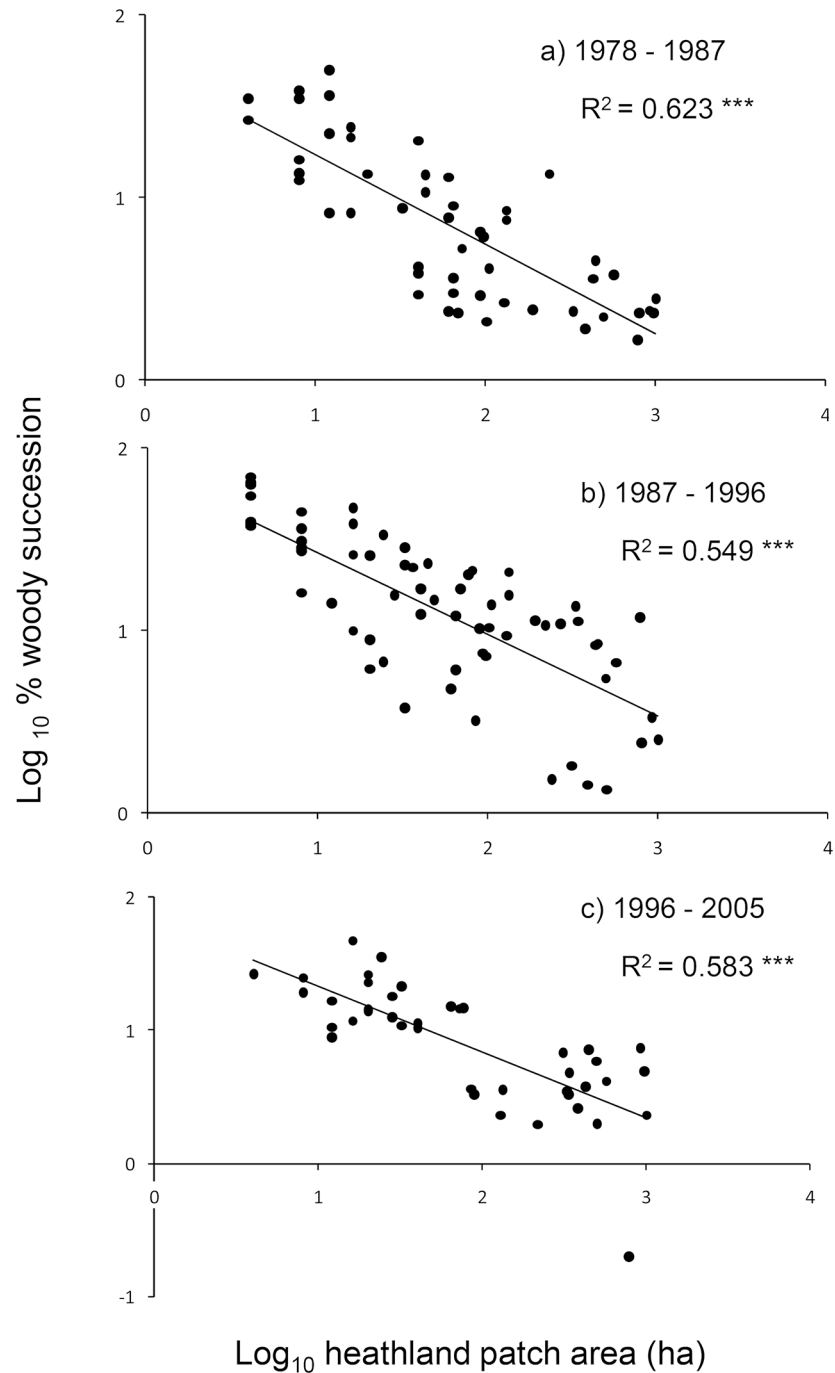 Log 10 % woody succession
a) 1978 - 1987
R2 = 0.623 ***
2
1
0
0 1 2 3 4
b) 1987 - 1996
R2 = 0.549 ***
2
1
0
0 1 2 3 4
c) 1996 - 2005
R2 = 0.583 ***
2
1
0
0 1 2 3 4
-1
Log10 heathland patch area (ha)